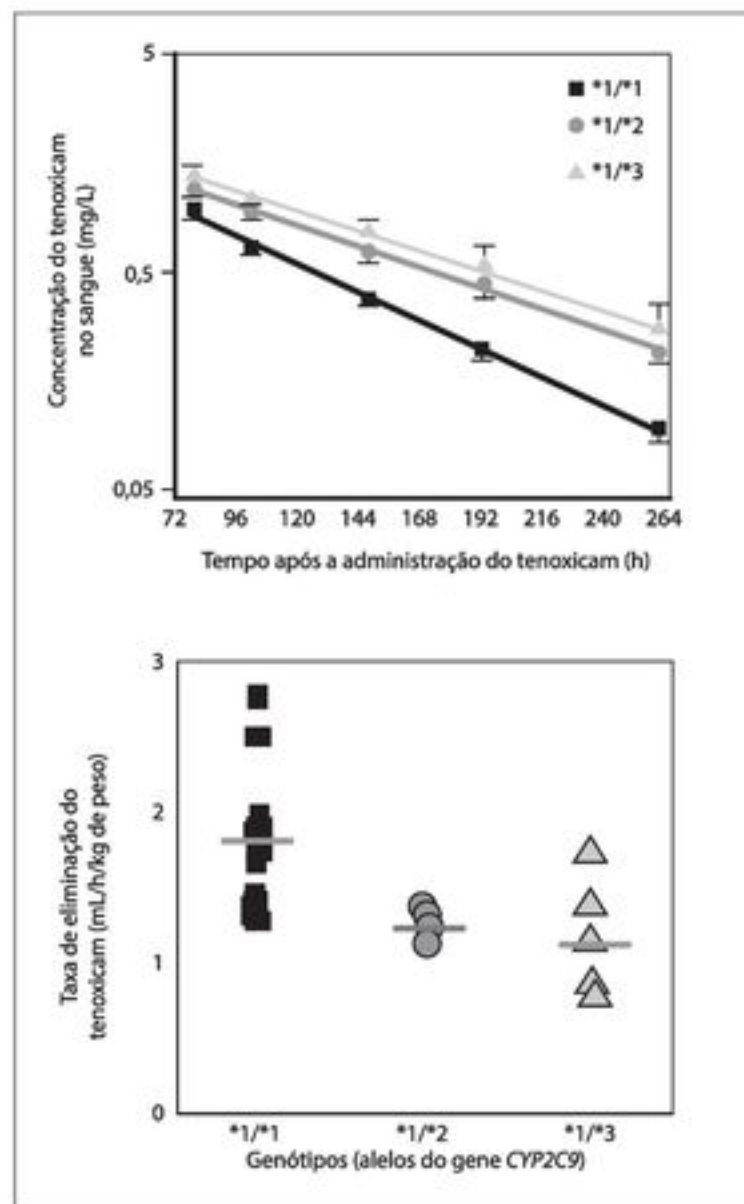 5
0,5
0,05
Concentração do tenoxicam
no sangue (mg/L)
*1/*1
*1/*2
*1/*3
72 96 120 144 168 192 216 240 264
Tempo após a administração do tenoxicam (h)
3
2
1
0
Taxa de eliminação do
tenoxicam (mL/h/kg de peso)
*1/*1 *1/*2 *1/*3
Genótipos (alelos do gene CYP2C9)